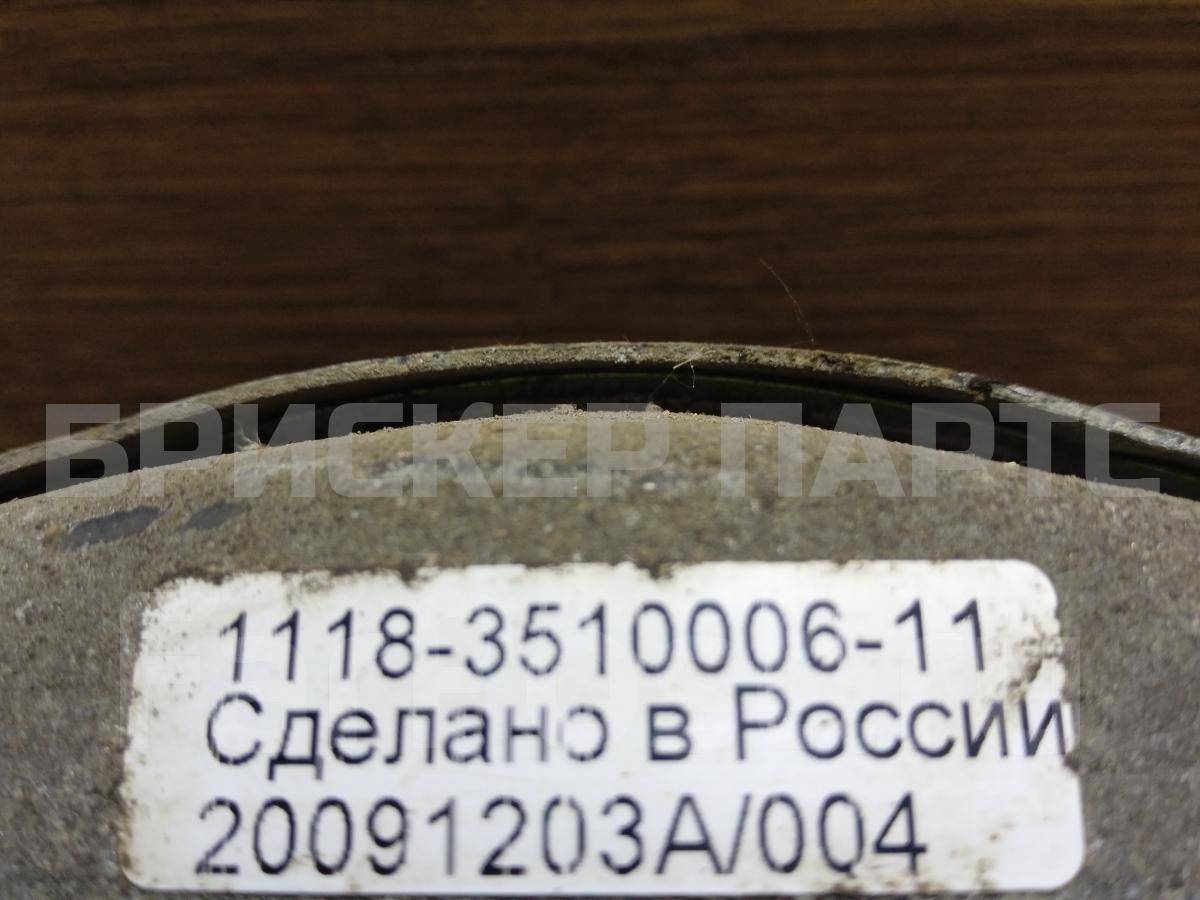 БРИСКЕР ПАРТС
1118-3510006-11
Сделано в России
20091203A/004